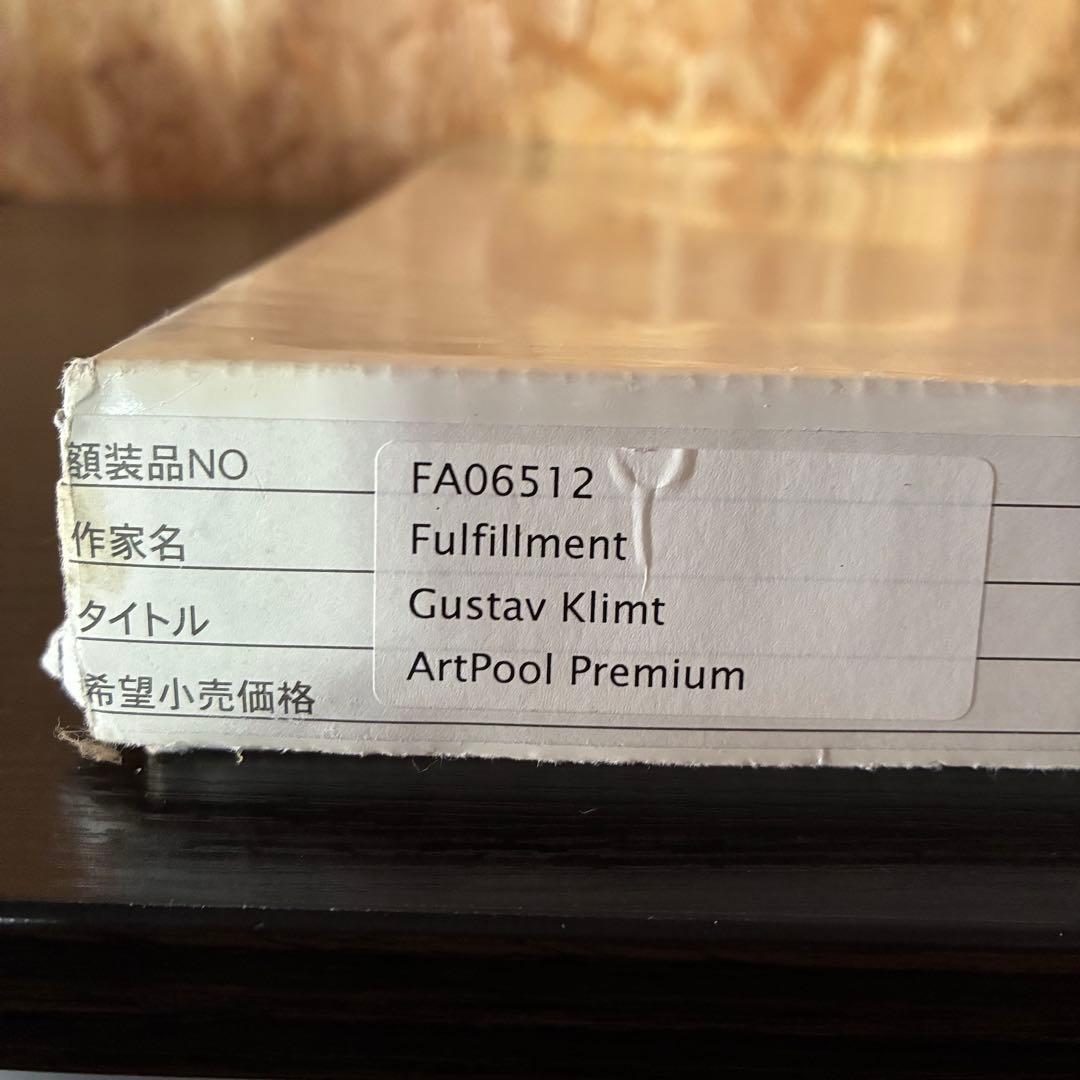 額装品NO FA06512
作家名 Fulfillment
タイトル Gustav Klimt
希望小売価格 ArtPool Premium